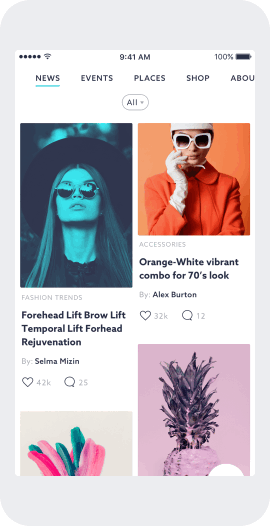 9:41 AM 100%
NEWS EVENTS PLACES SHOP ABOU
All
FASHION TRENDS
Forehead Lift Brow Lift
Temporal Lift Forhead
Rejuvenation
By: Selma Mizin
42k 25
ACCESSORIES
Orange-White vibrant
combo for 70's look
By: Alex Burton
32k 12